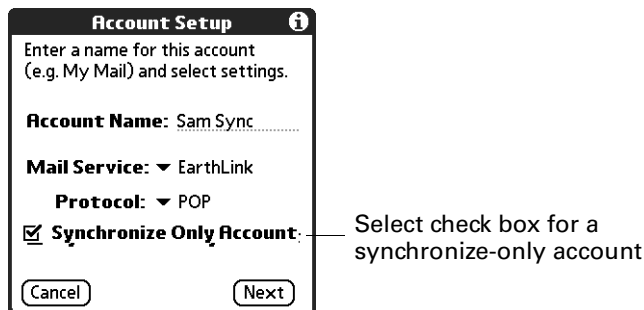 Account Setup
Enter a name for this account
(e.g. My Mail) and select settings.
Account Name: Sam Sync
Mail Service: EarthLink
Protocol: POP
Synchronize Only Account
Select check box for a
synchronize-only account
Cancel
Next